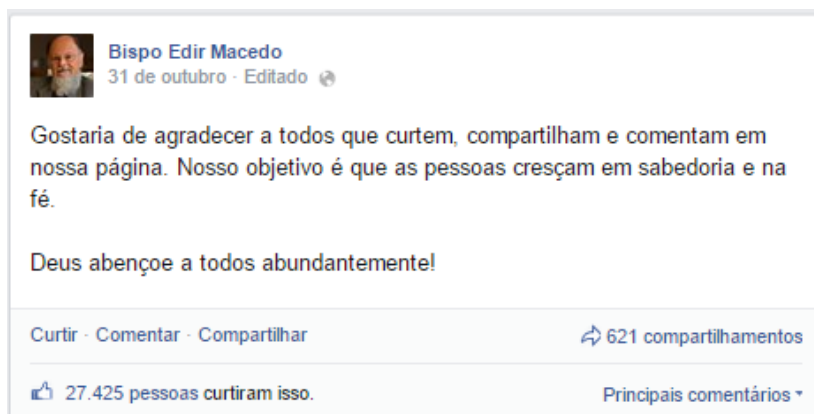 Bispo Edir Macedo
31 de outubro · Editado
Gostaria de agradecer a todos que curtem, compartilham e comentam em
nossa página. Nosso objetivo é que as pessoas cresçam em sabedoria e na
fé.
Deus abençoe a todos abundantemente!
Curtir · Comentar · Compartilhar
621 compartilhamentos
27.425 pessoas curtiram isso.
Principais comentários